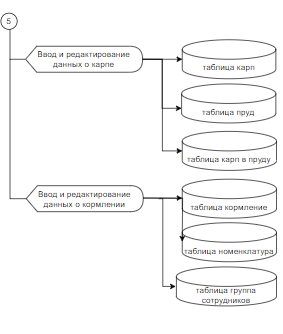 5
Ввод и редактирование
данных о карпе
таблица карп
таблица пруд
таблица карп в пруду
Ввод и редактирование
данных о кормлении
таблица кормление
таблица номенклатура
таблица группа
сотрудников